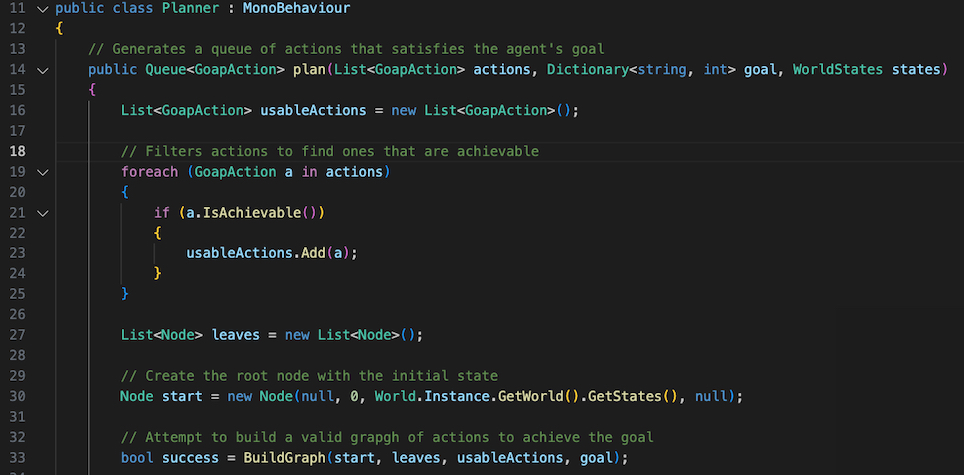 11 public class Planner : MonoBehaviour
12 {
13 // Generates a queue of actions that satisfies the agent's goal
14 public Queue<GoapAction> plan(List<GoapAction> actions, Dictionary<string, int> goal, WorldStates states)
15 {
16 List<GoapAction> usableActions = new List<GoapAction>();
17
18 // Filters actions to find ones that are achievable
19 foreach (GoapAction a in actions)
20 {
21 if (a.IsAchievable())
22 {
23 usableActions.Add(a);
24 }
25 }
26
27 List<Node> leaves = new List<Node>();
28
29 // Create the root node with the initial state
30 Node start = new Node(null, 0, World.Instance.GetWorld().GetStates(), null);
31
32 // Attempt to build a valid grapgh of actions to achieve the goal
33 bool success = BuildGraph(start, leaves, usableActions, goal);